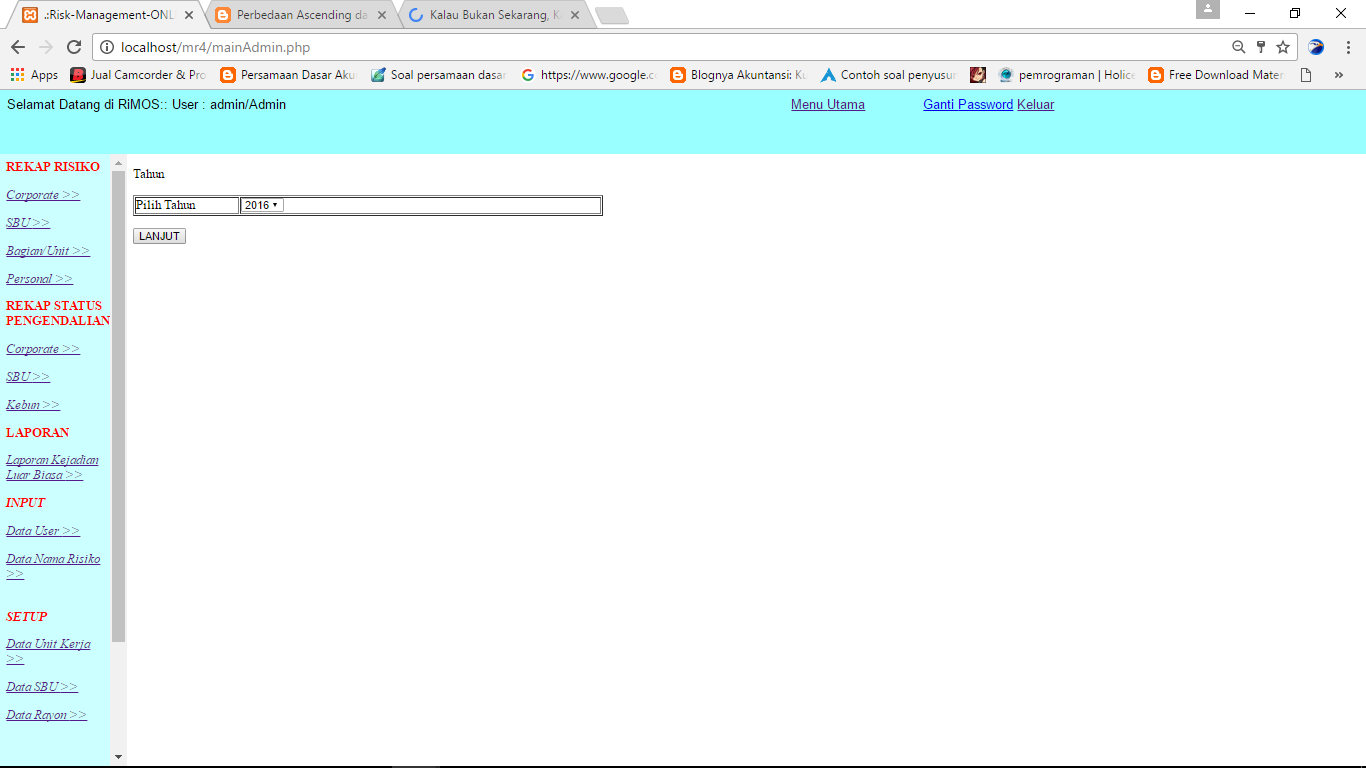 .:Risk-Management-ONL
Perbedaan Ascending da
Kalau Bukan Sekarang, K
localhost/mr4/mainAdmin.php
Apps
Jual Camcorder & Pro
Persamaan Dasar Aku
Soal persamaan dasar
https://www.google.c
Blognya Akuntansi: Ku
Contoh soal penyusun
pemrograman | Holice
Free Download Mater
»
Selamat Datang di RiMOS:: User : admin/Admin
Menu Utama
Ganti Password Keluar
REKAP RISIKO
Corporate >>
SBU >>
Bagian/Unit >>
Personal >>
REKAP STATUS
PENGENDALIAN
Corporate >>
SBU >>
Kebun >>
LAPORAN
Laporan Kejadian
Luar Biasa >>
INPUT
Data User >>
Data Nama Risiko
>>
SETUP
Data Unit Kerja
>>
Data SBU >>
Data Rayon >>
Tahun
Pilih Tahun
2016
LANJUT